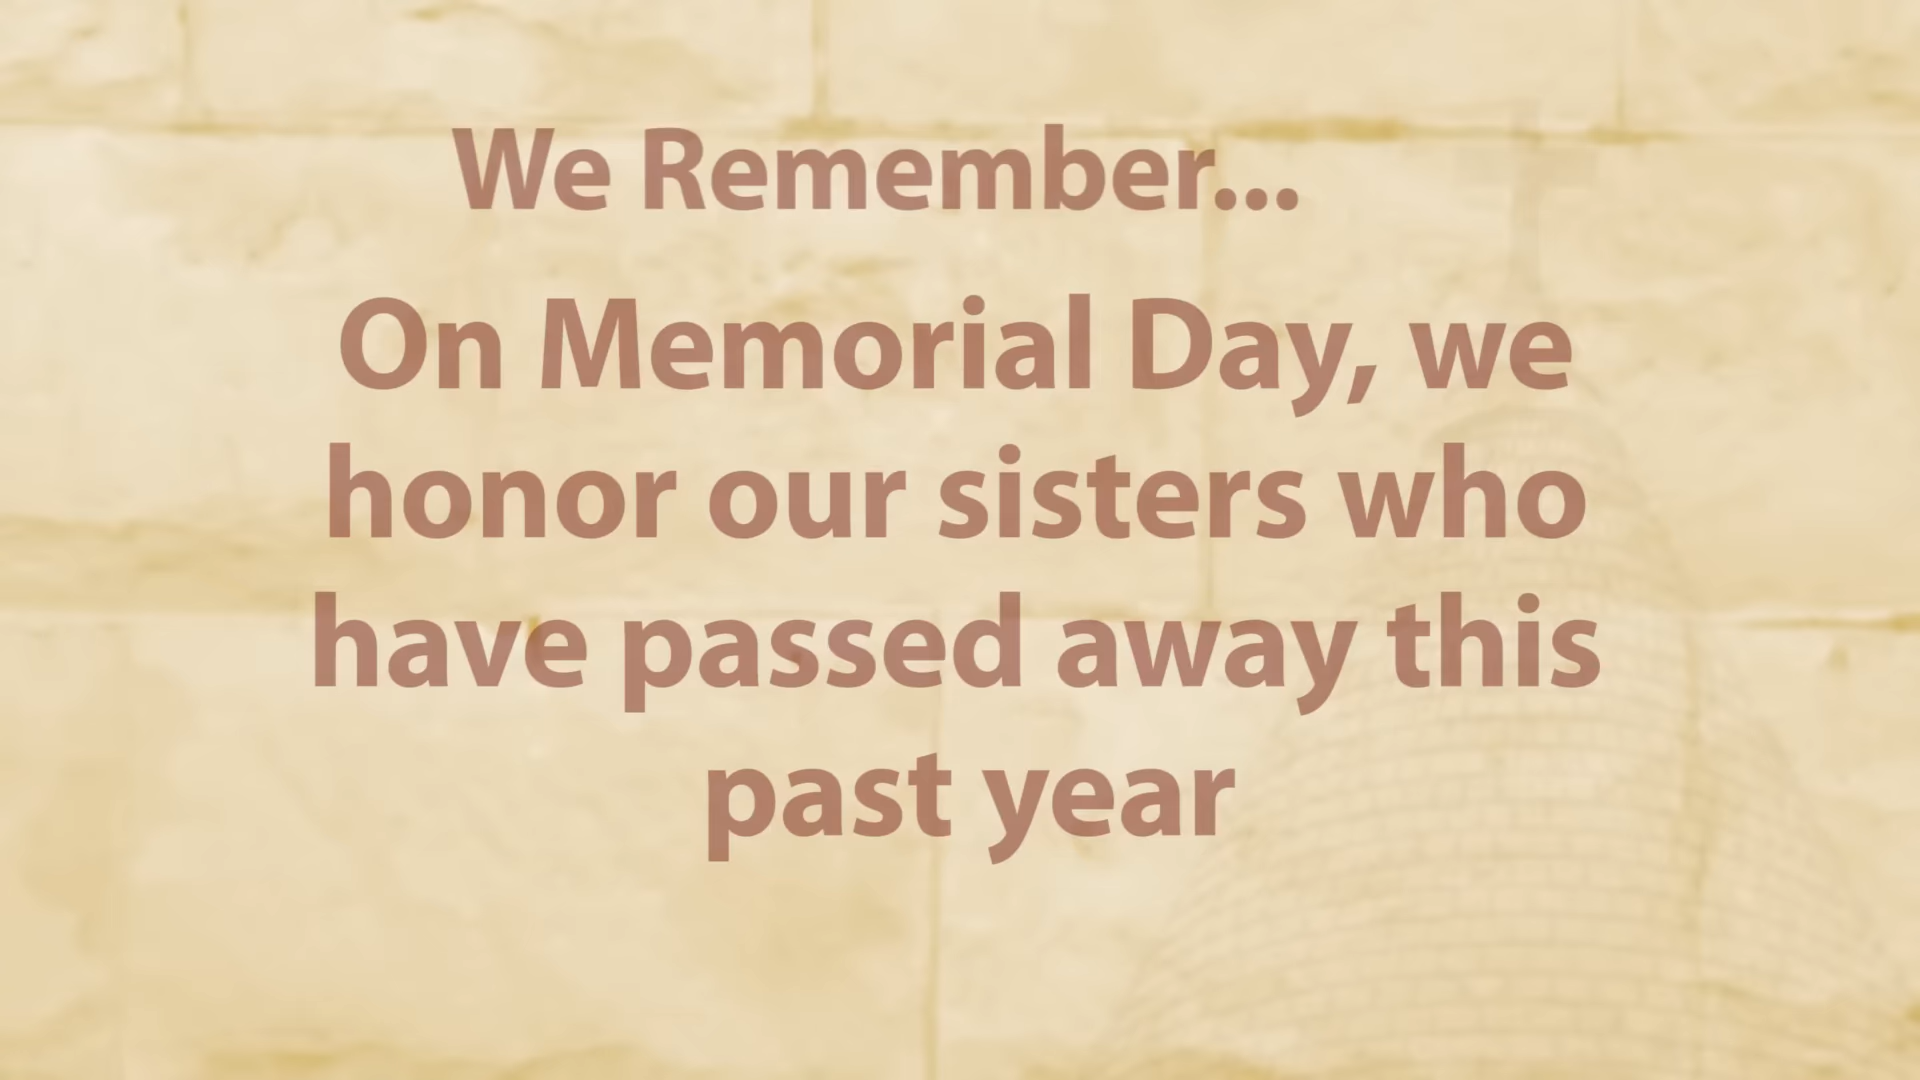 We Remember...
On Memorial Day, we
honor our sisters who
have passed away this
past year